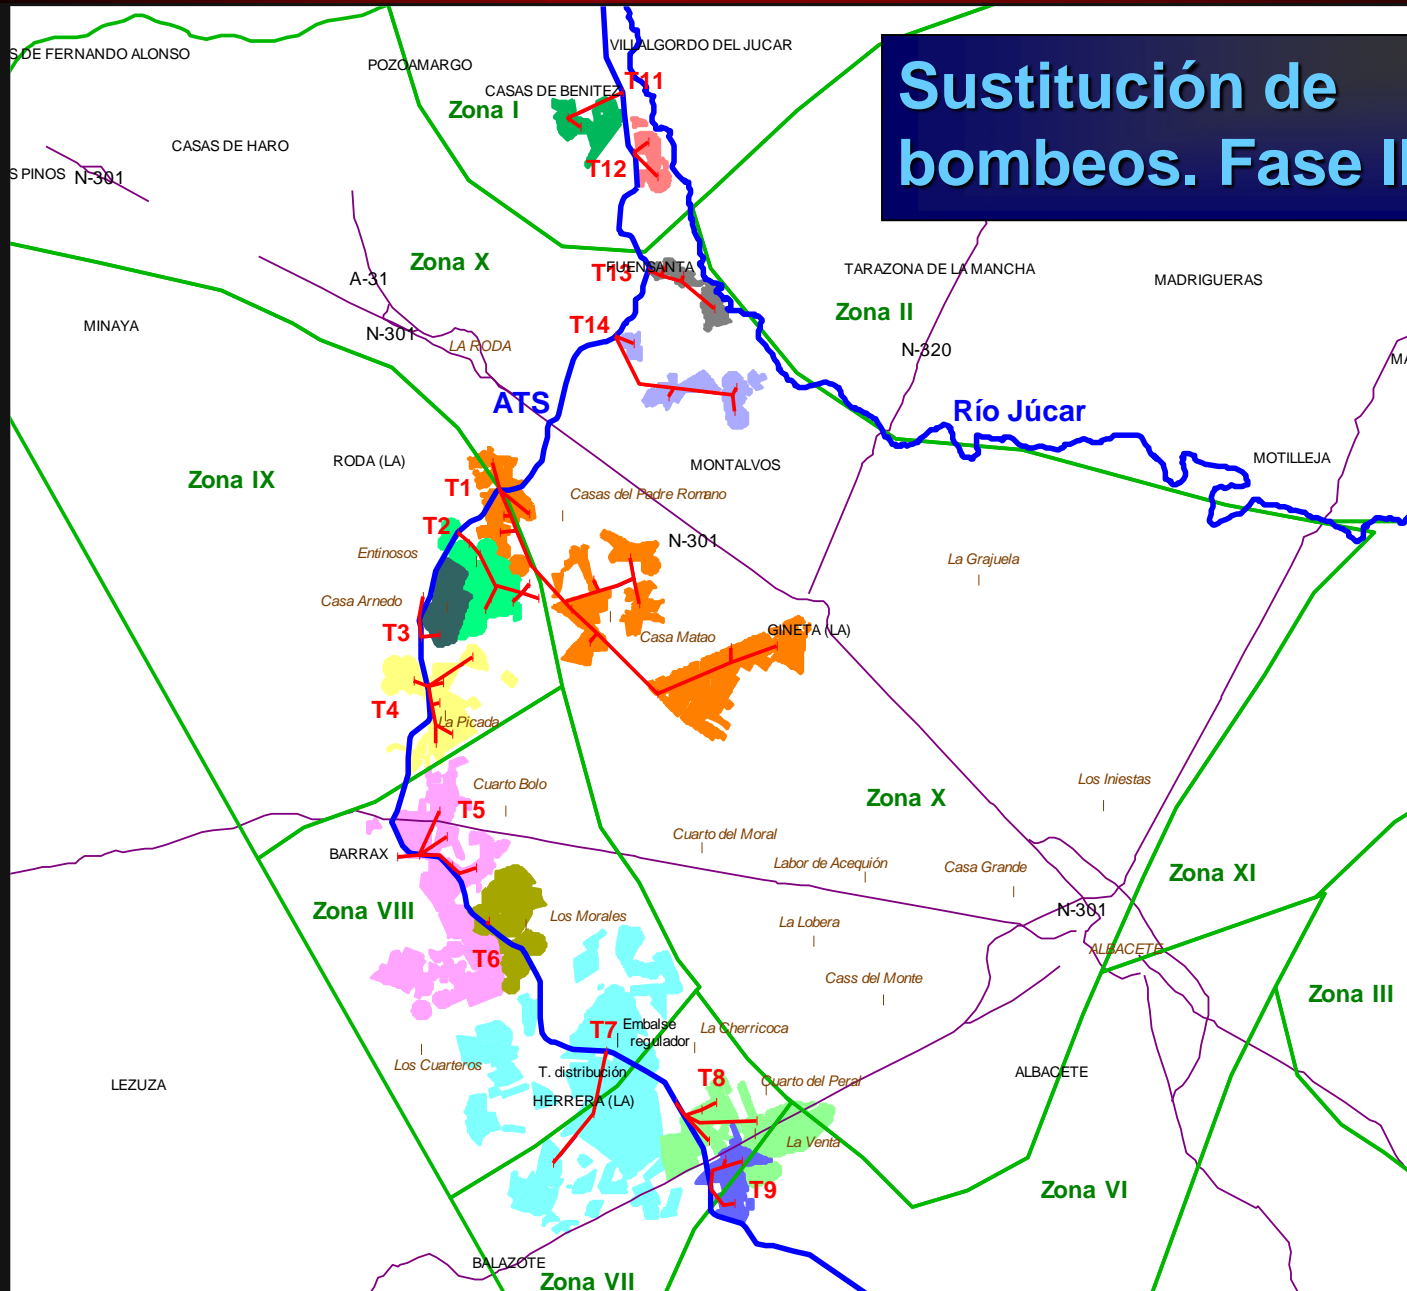 Sustitución de
bombeos. Fase II
VILLALGORDO DEL JUCAR
S DE FERNANDO ALONSO
POZOAMARGO
T11
CASAS DE BENITEZ
Zona I
CASAS DE HARO
T12
S PINOS
N-301
Zona X
FUENSANTA
T13
TARAZONA DE LA MANCHA
A-31
MADRIGUERAS
Zona II
MINAYA
T14
N-301
LA RODA
N-320
MA
ATS
Río Júcar
RODA (LA)
MONTALVOS
MOTILLEJA
Zona IX
T1
Casas del Padre Romano
T2
N-301
Entinosos
La Grajuela
Casa Arnedo
T3
Casa Matao
GINETA (LA)
T4
La Picada
Cuarto Bolo
Los Iniestas
Zona X
T5
Cuarto del Moral
BARRAX
Labor de Acequión
Casa Grande
Zona XI
Zona VIII
Los Morales
La Lobera
N-301
T6
ALBACETE
Cass del Monte
Zona III
T7
Embalse
regulador
La Cherricoca
Los Cuarteros
T. distribución
T8
LEZUZA
HERRERA (LA)
Cuarto del Peral
ALBACETE
La Venta
T9
Zona VI
BALAZOTE
Zona VII